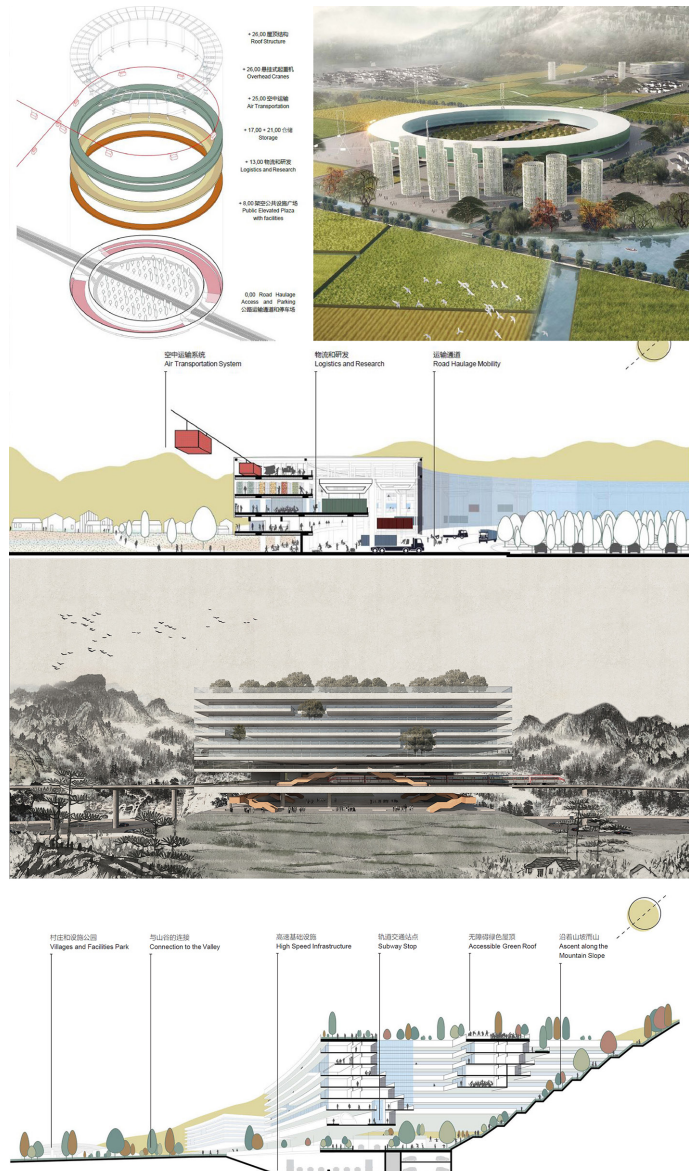 + 26,00 屋顶结构
Roof Structure
+ 26,00 悬挂式起重机
Overhead Cranes
+ 25,00 空中运输
Air Transportation
+ 17,00 + 21,00 仓储
Storage
+ 13,00 物流和研发
Logistics and Research
+ 8,00 架空公共设施广场
Public Elevated Plaza
with facilities
0,00 Road Haulage
Access and Parking
公路运输通道和停车场
空中运输系统
Air Transportation System
物流和研发
Logistics and Research
运输通道
Road Haulage Mobility
村庄和设施公园
Villages and Facilities Park
与山谷的连接
Connection to the Valley
高速基础设施
High Speed Infrastructure
轨道交通站点
Subway Stop
无障碍绿色屋顶
Accessible Green Roof
沿着山坡而山
Ascent along the
Mountain Slope